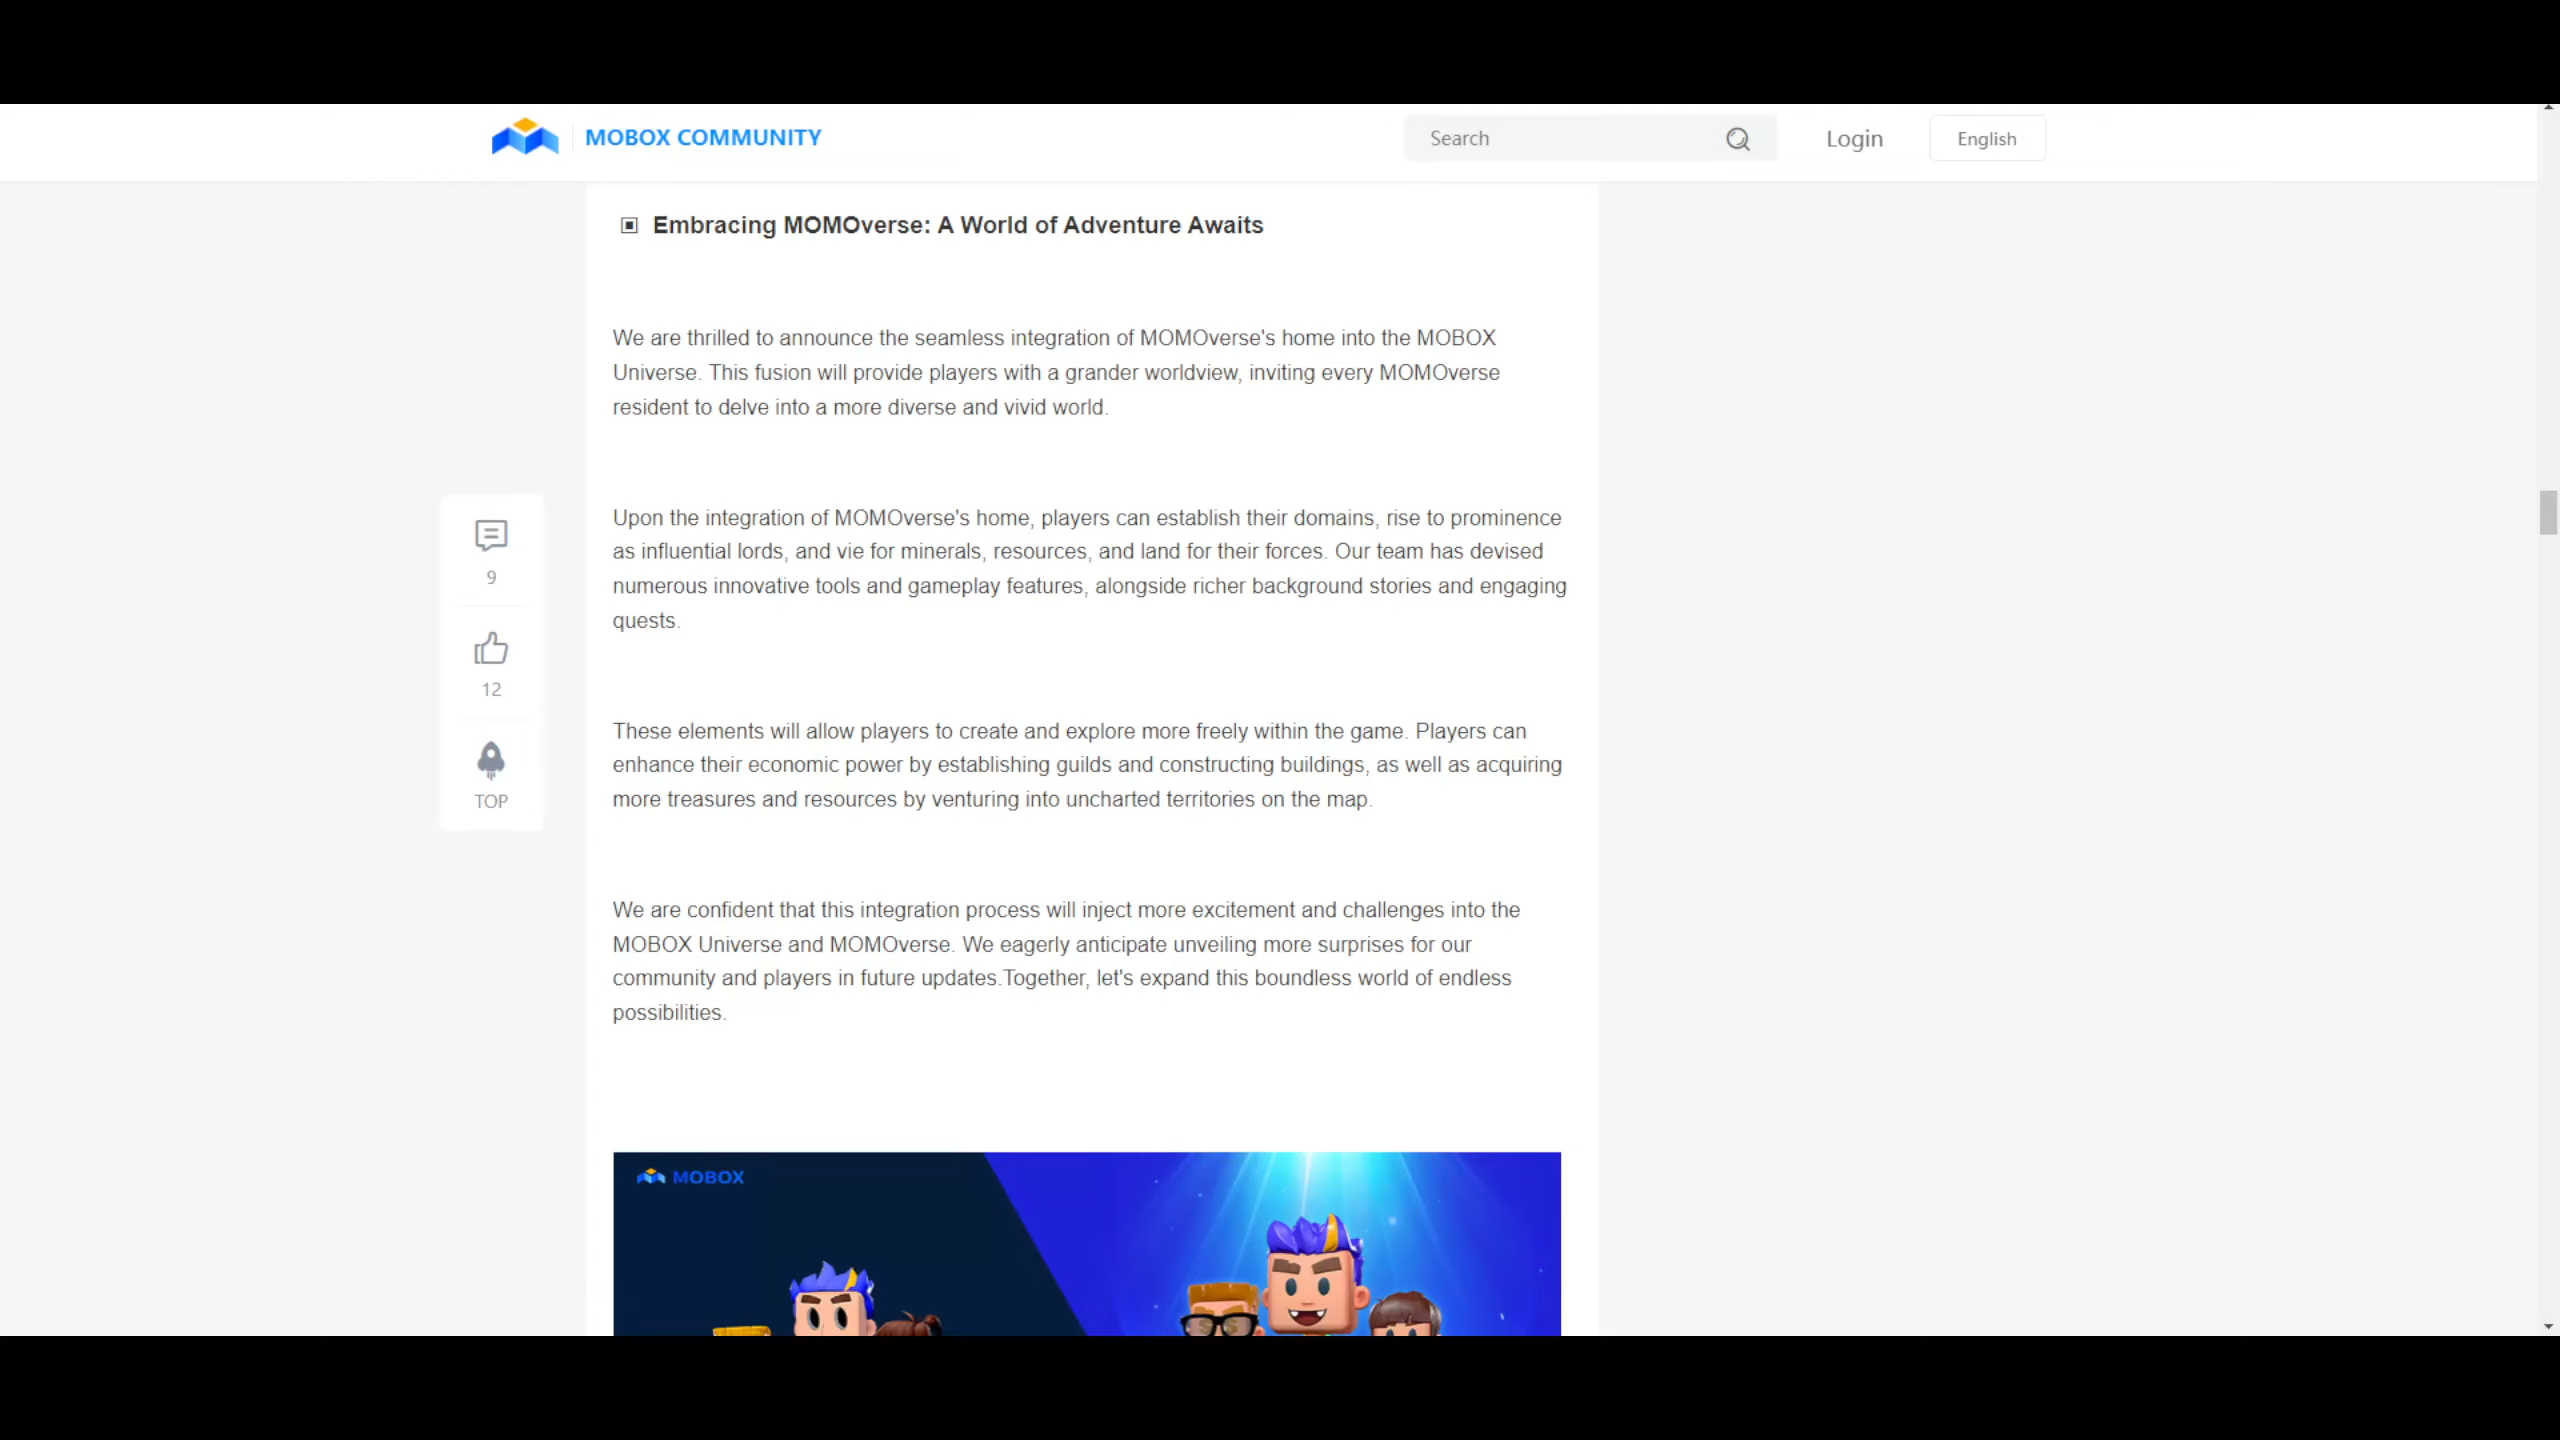 MOBOX COMMUNITY
Search
Login
English
Embracing MOMOverse: A World of Adventure Awaits
We are thrilled to announce the seamless integration of MOMOverse's home into the MOBOX
Universe. This fusion will provide players with a grander worldview, inviting every MOMOverse
resident to delve into a more diverse and vivid world.
Upon the integration of MOMOverse's home, players can establish their domains, rise to prominence
as influential lords, and vie for minerals, resources, and land for their forces. Our team has devised
numerous innovative tools and gameplay features, alongside richer background stories and engaging
quests.
9
12
TOP
These elements will allow players to create and explore more freely within the game. Players can
enhance their economic power by establishing guilds and constructing buildings, as well as acquiring
more treasures and resources by venturing into uncharted territories on the map.
We are confident that this integration process will inject more excitement and challenges into the
MOBOX Universe and MOMOverse. We eagerly anticipate unveiling more surprises for our
community and players in future updates.Together, let's expand this boundless world of endless
possibilities.
MOBOX